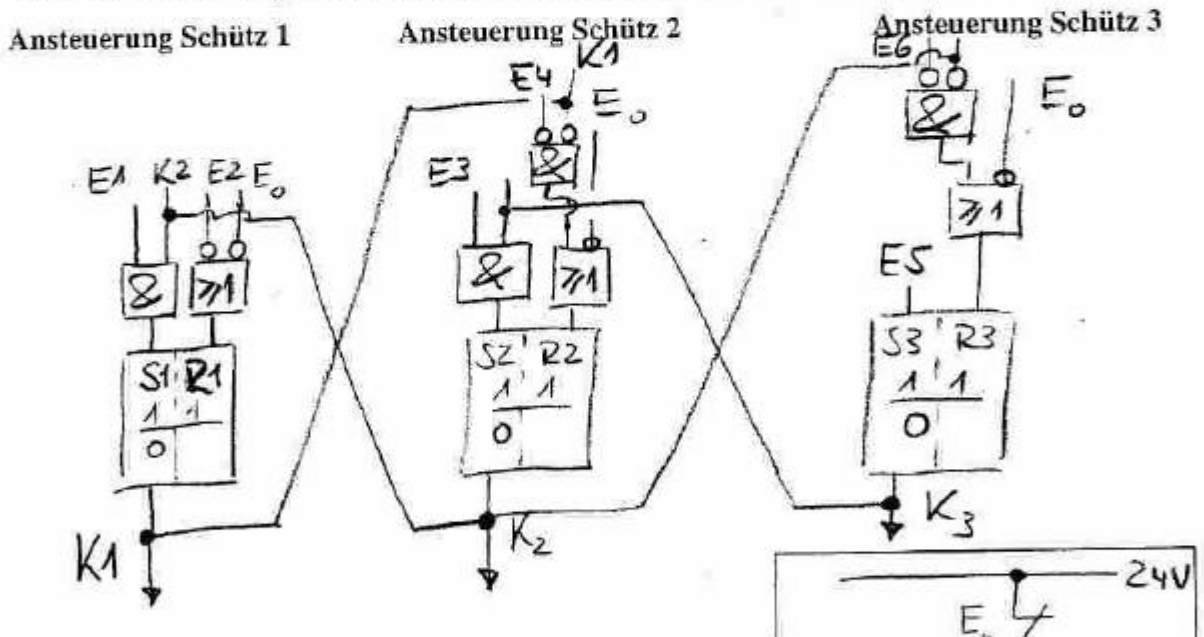 Ansteuerung Schütz 1
Ansteuerung Schütz 2
Ansteuerung Schütz 3
K1
E4
E0
E6
E0
&
&
≥1
E1 K2 E2 E0
& ≥1
E3
& ≥1
E5
S1 R1
1 1
0
S2 R2
1 1
0
S3 R3
1 1
0
K1
K2
K3
24V